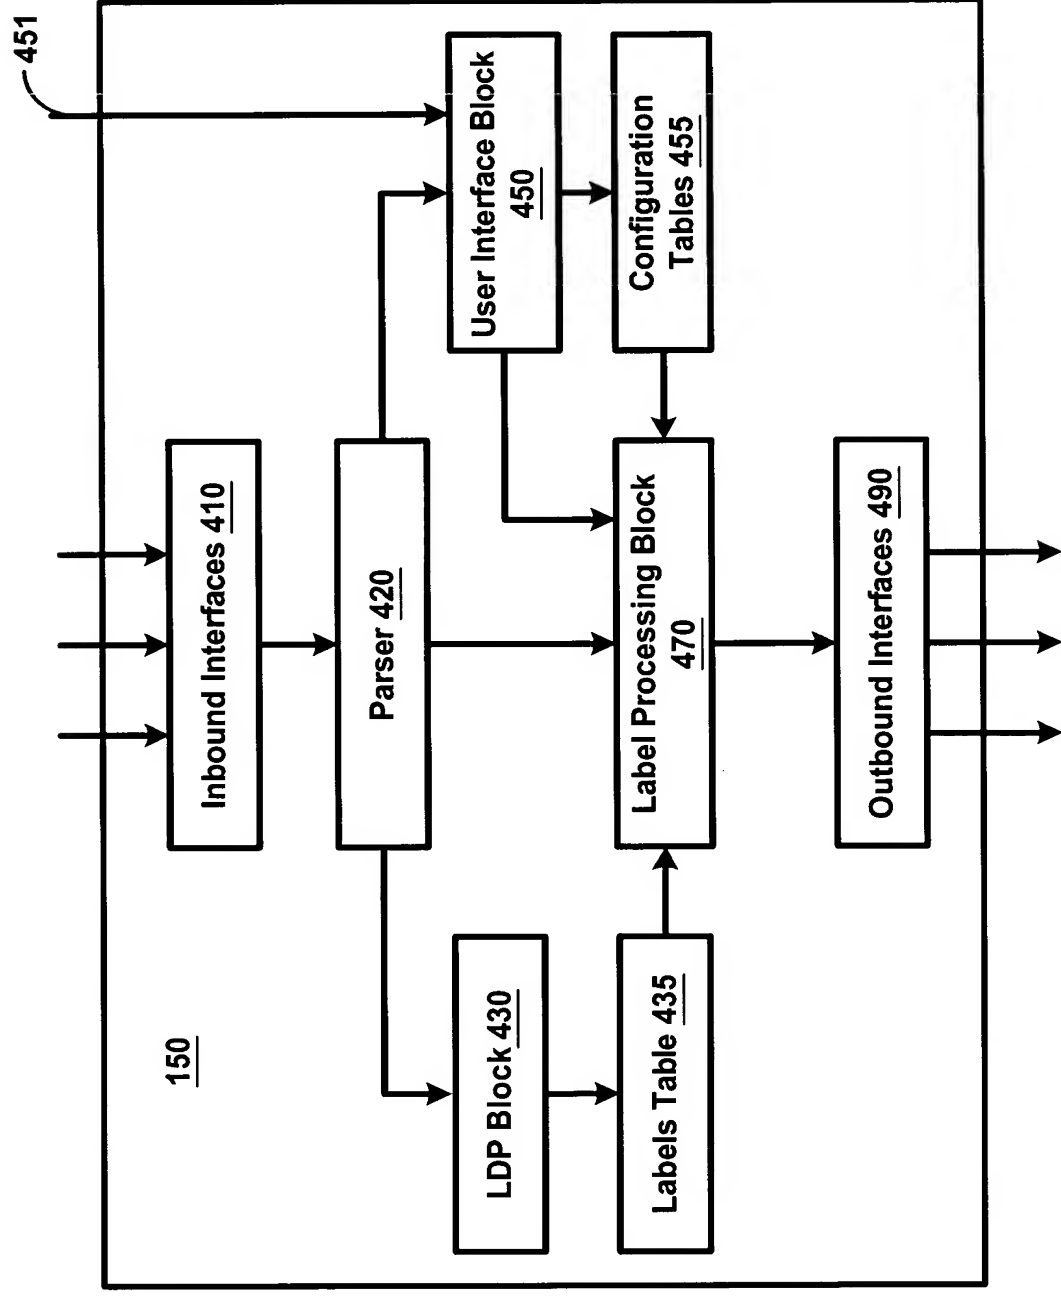 451
150
Inbound Interfaces 410
Parser 420
LDP Block 430
User Interface Block
450
Labels Table 435
Label Processing Block
470
Configuration
Tables 455
Outbound Interfaces 490